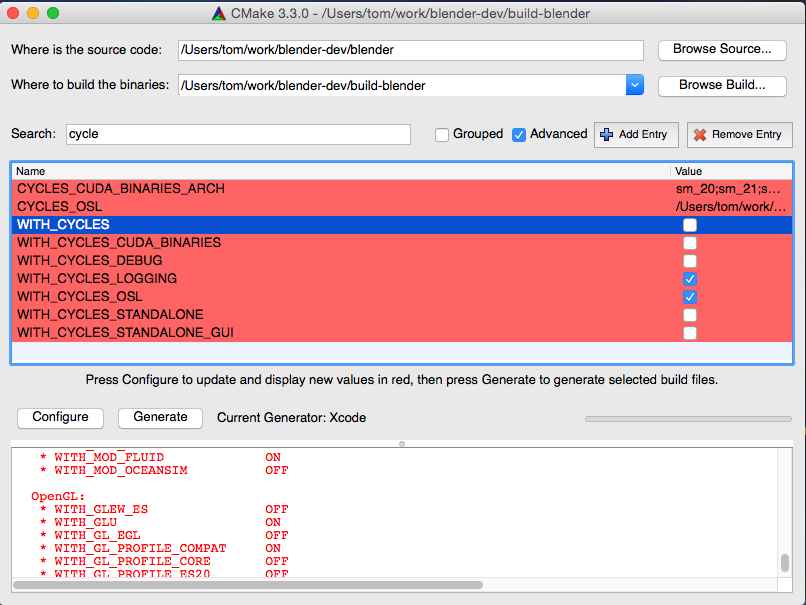 CMake 3.3.0 - /Users/tom/work/blender-dev/build-blender
Where is the source code: /Users/tom/work/blender-dev/blender Browse Source...
Where to build the binaries: /Users/tom/work/blender-dev/build-blender Browse Build...
Search: cycle Grouped Advanced Add Entry Remove Entry
Name Value
CYCLES_CUDA_BINARIES_ARCH sm_20;sm_21;s...
CYCLES_OSL /Users/tom/work/...
WITH_CYCLES
WITH_CYCLES_CUDA_BINARIES
WITH_CYCLES_DEBUG
WITH_CYCLES_LOGGING
WITH_CYCLES_OSL
WITH_CYCLES_STANDALONE
WITH_CYCLES_STANDALONE_GUI
Press Configure to update and display new values in red, then press Generate to generate selected build files.
Configure Generate Current Generator: Xcode
* WITH_MOD_FLUID ON
* WITH_MOD_OCEANSIM OFF
OpenGL:
* WITH_GLEW_ES OFF
* WITH_GLU ON
* WITH_GL_EGL OFF
* WITH_GL_PROFILE_COMPAT ON
* WITH_GL_PROFILE_CORE OFF
* WITH_GL_PROFILE_ES20 OFF